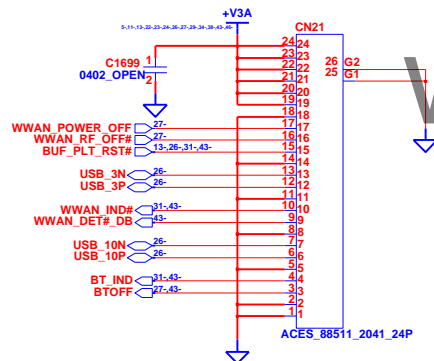 +V3A
5-,11-,13-,22-,23-,24-,26-,27-,29-,34-,38-,43-,46-
CN21
C1699
1
2
0402_OPEN
24 24
23 23
22 22
21 21
20 20
19 19
18 18
WWAN_POWER_OFF 27- 17 17
WWAN_RF_OFF# 27- 16 16
BUF_PLT_RST# 13-,26-,31-,43- 15 15
14 14
USB_3N 26- 13 13
USB_3P 26- 12 12
11 11
WWAN_IND# 31-,43- 10 10
WWAN_DET#_DB 43- 9 9
8 8
USB_10N 26- 7 7
USB_10P 26- 6 6
5 5
BT_IND 31-,43- 4 4
BTOFF 27-,43- 3 3
2 2
1 1
26 G2
25 G1
ACES_88511_2041_24P